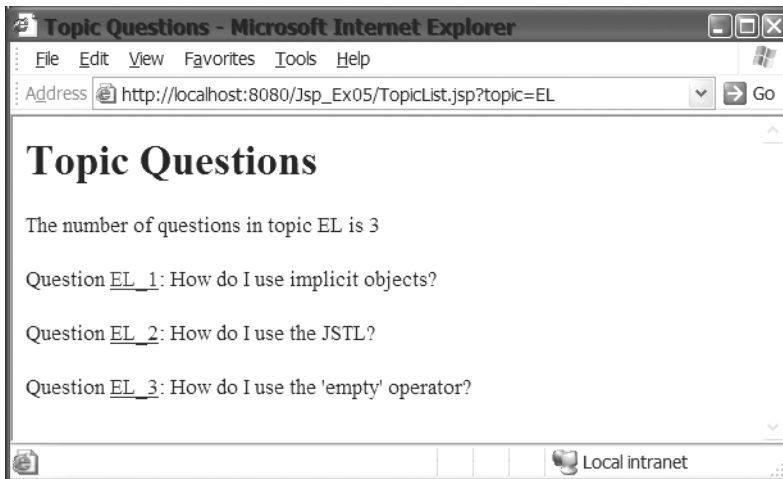 Topic Questions - Microsoft Internet Explorer
File Edit View Favorites Tools Help
Address http://localhost:8080/Jsp_Ex05/TopicList.jsp?topic=EL Go
Topic Questions
The number of questions in topic EL is 3
Question EL_1: How do I use implicit objects?
Question EL_2: How do I use the JSTL?
Question EL_3: How do I use the 'empty' operator?
Local intranet